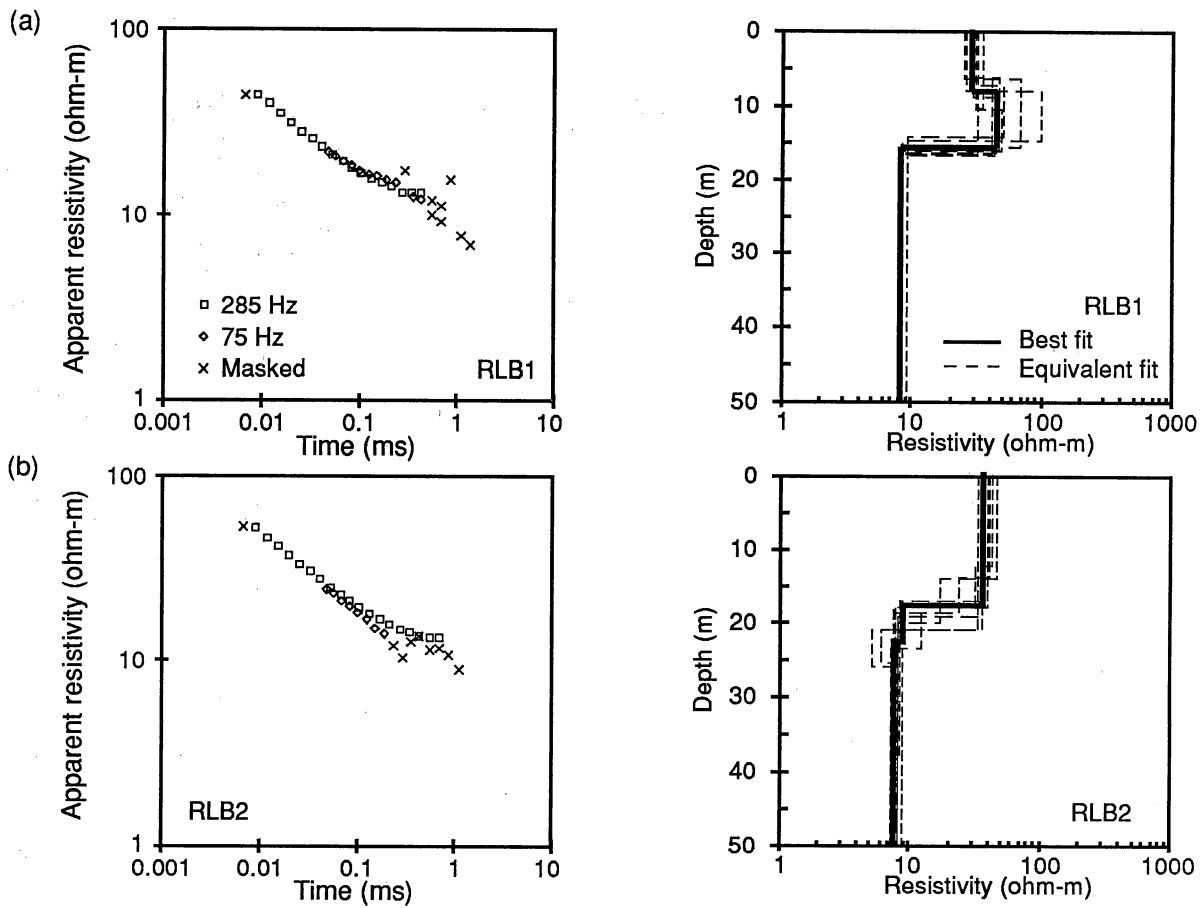 (a)
Apparent resistivity (ohm-m)
100
10
1
285 Hz
75 Hz
Masked
RLB1
0.001
0.01
0.1
1
10
Time (ms)
Depth (m)
0
10
20
30
40
50
RLB1
Best fit
Equivalent fit
1
10
100
1000
Resistivity (ohm-m)
(b)
Apparent resistivity (ohm-m)
100
10
1
RLB2
0.001
0.01
0.1
1
10
Time (ms)
Depth (m)
0
10
20
30
40
50
RLB2
1
10
100
1000
Resistivity (ohm-m)